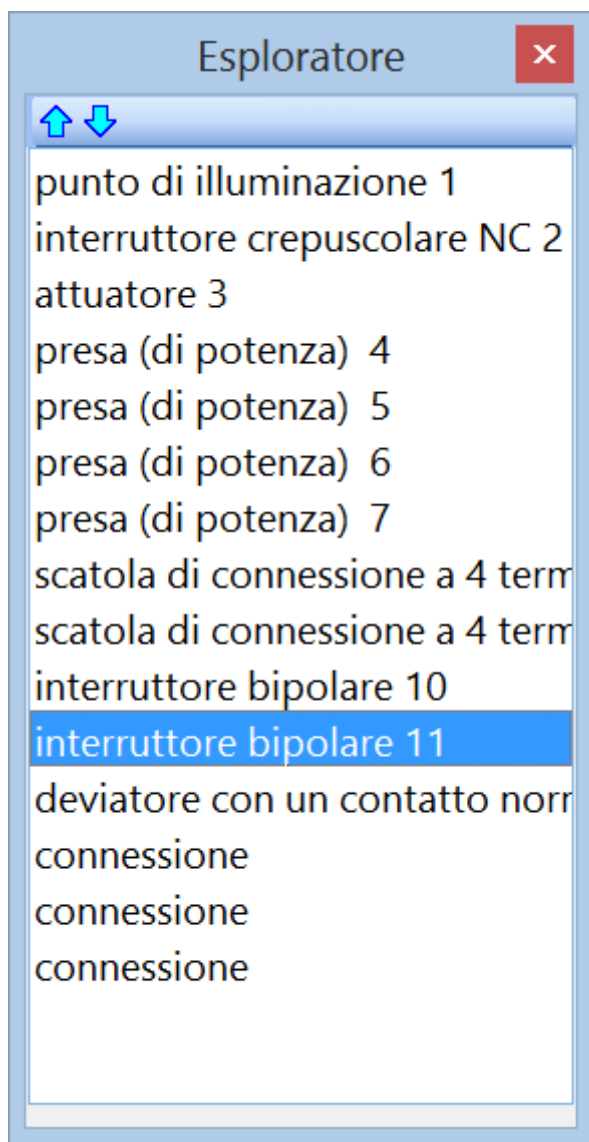 Esploratore
punto di illuminazione 1
interruttore crepuscolare NC 2
attuatore 3
presa (di potenza) 4
presa (di potenza) 5
presa (di potenza) 6
presa (di potenza) 7
scatola di connessione a 4 term
scatola di connessione a 4 term
interruttore bipolare 10
interruttore bipolare 11
deviatore con un contatto norr
connessione
connessione
connessione